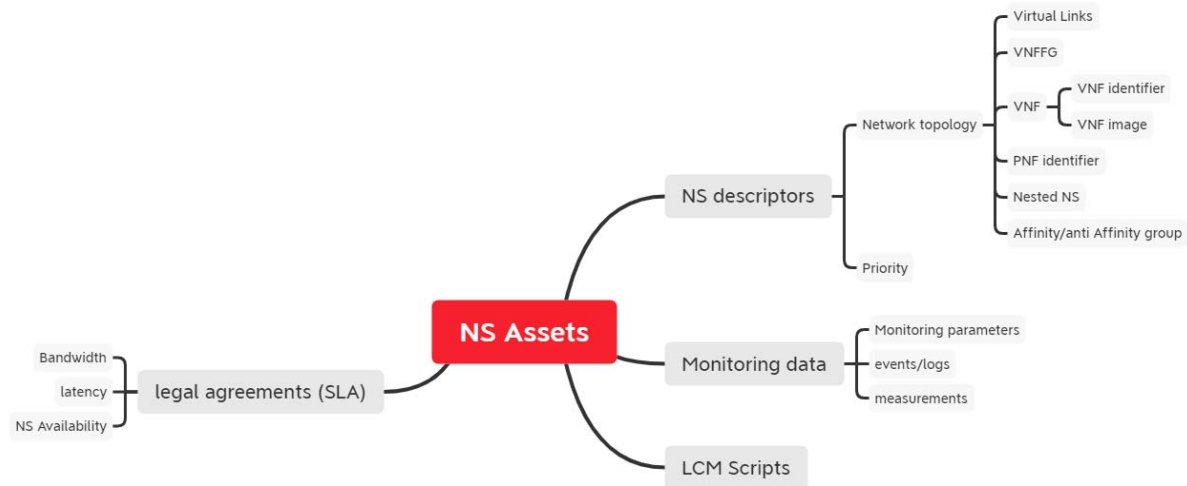 NS Assets
NS descriptors
Network topology
Virtual Links
VNFFG
VNF
VNF identifier
VNF image
PNF identifier
Nested NS
Affinity/anti Affinity group
Priority
Monitoring data
Monitoring parameters
events/logs
measurements
LCM Scripts
legal agreements (SLA)
Bandwidth
latency
NS Availability